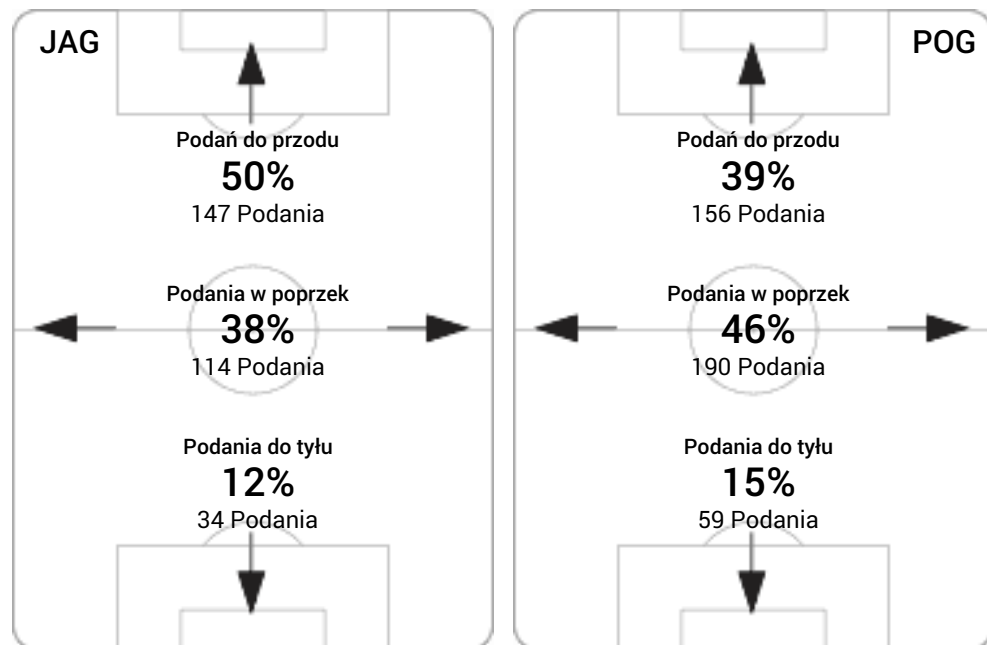 JAG
Podań do przodu
50%
147 Podania
Podania w poprzek
38%
114 Podania
Podania do tyłu
12%
34 Podania
POG
Podań do przodu
39%
156 Podania
Podania w poprzek
46%
190 Podania
Podania do tyłu
15%
59 Podania